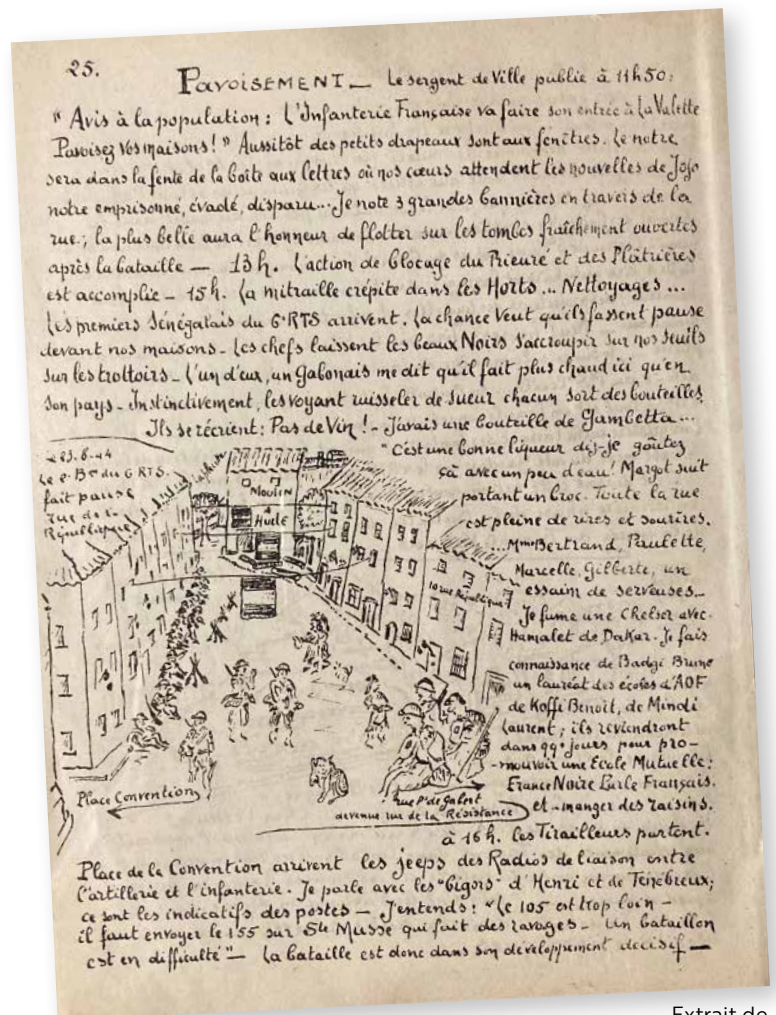 25.
PAVOISEMENT _ Le sergent de Ville publie à 11h50:
" Avis à la population : L'Infanterie Française va faire son entrée à La Valette
Pavoisez vos maisons ! " Aussitôt des petits drapeaux sont aux fenêtres. Le notre
sera dans la fente de la boîte aux lettres où nos cœurs attendent les nouvelles de Jojo
notre emprisonné, évadé, disparu... Je note 3 grandes bannières en travers de la
rue ; la plus belle aura l'honneur de flotter sur les tombes fraîchement ouvertes
après la bataille — 13h. L'action de blocage du Prieuré et des Plâtrières
est accomplie – 15h. La mitraille crépite dans les Horts ... Nettoyages ...
Les premiers Sénégalais du 6°RTS arrivent. La chance veut qu'ils fassent pause
devant nos maisons – Les chefs laissent les beaux Noirs s'accroupir sur nos seuils
sur les trottoirs – L'un d'eux, un Gabonais me dit qu'il fait plus chaud ici qu'en
son pays – Instinctivement, les voyant ruisseler de sueur chacun sort des bouteilles
Ils se récrient : Pas de Vin ! – J'avais une bouteille de Gambetta ...
"C'est une bonne liqueur dis-je goûtez
çà avec un peu d'eau! Margot suit
portant un broc. Toute la rue
est pleine de rires et sourires.
... Mme Bertrand, Paulette,
Marcelle, Gilberte, un
essaim de serveuses –
Je fume une Chelsea avec
Hamalet de Dakar. Je fais
connaissance de Badgi Bruno
un lauréat des écoles d'AOF
de Koffi Benoît, de Mindi
Laurent ; ils reviendront
dans 99 jours pour pro-
-mouvoir une École Mutuelle :
France Noire Parle Français.
et – manger des raisins.
à 16h. les Tirailleurs partent.
Le 23-8-44
Le 2e Bon du 6 RTS.
fait pause
rue de la
République
MOULIN
A
HUILE
10 rue République
Place Convention
rue Pt de Galbert
devenue rue de la Résistance
Place de la Convention arrivent les jeeps des Radios de liaison entre
l'artillerie et l'infanterie. Je parle avec les "bigors" d'Henri et de Ténébreux;
ce sont les indicatifs des postes — J'entends : "Le 105 est trop loin –
il faut envoyer le 155 sur Ste Musse qui fait des ravages – Un bataillon
est en difficulté" – La bataille est donc dans son développement décisif —
Extrait de